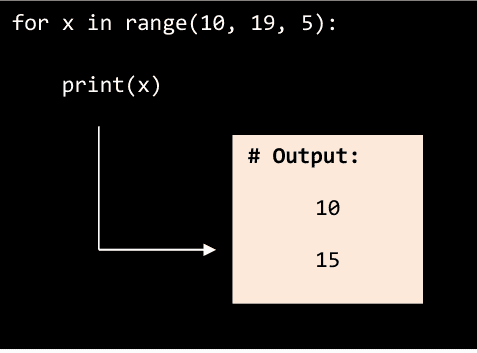 for x in range(10, 19, 5):
print(x)
# Output:
10
15